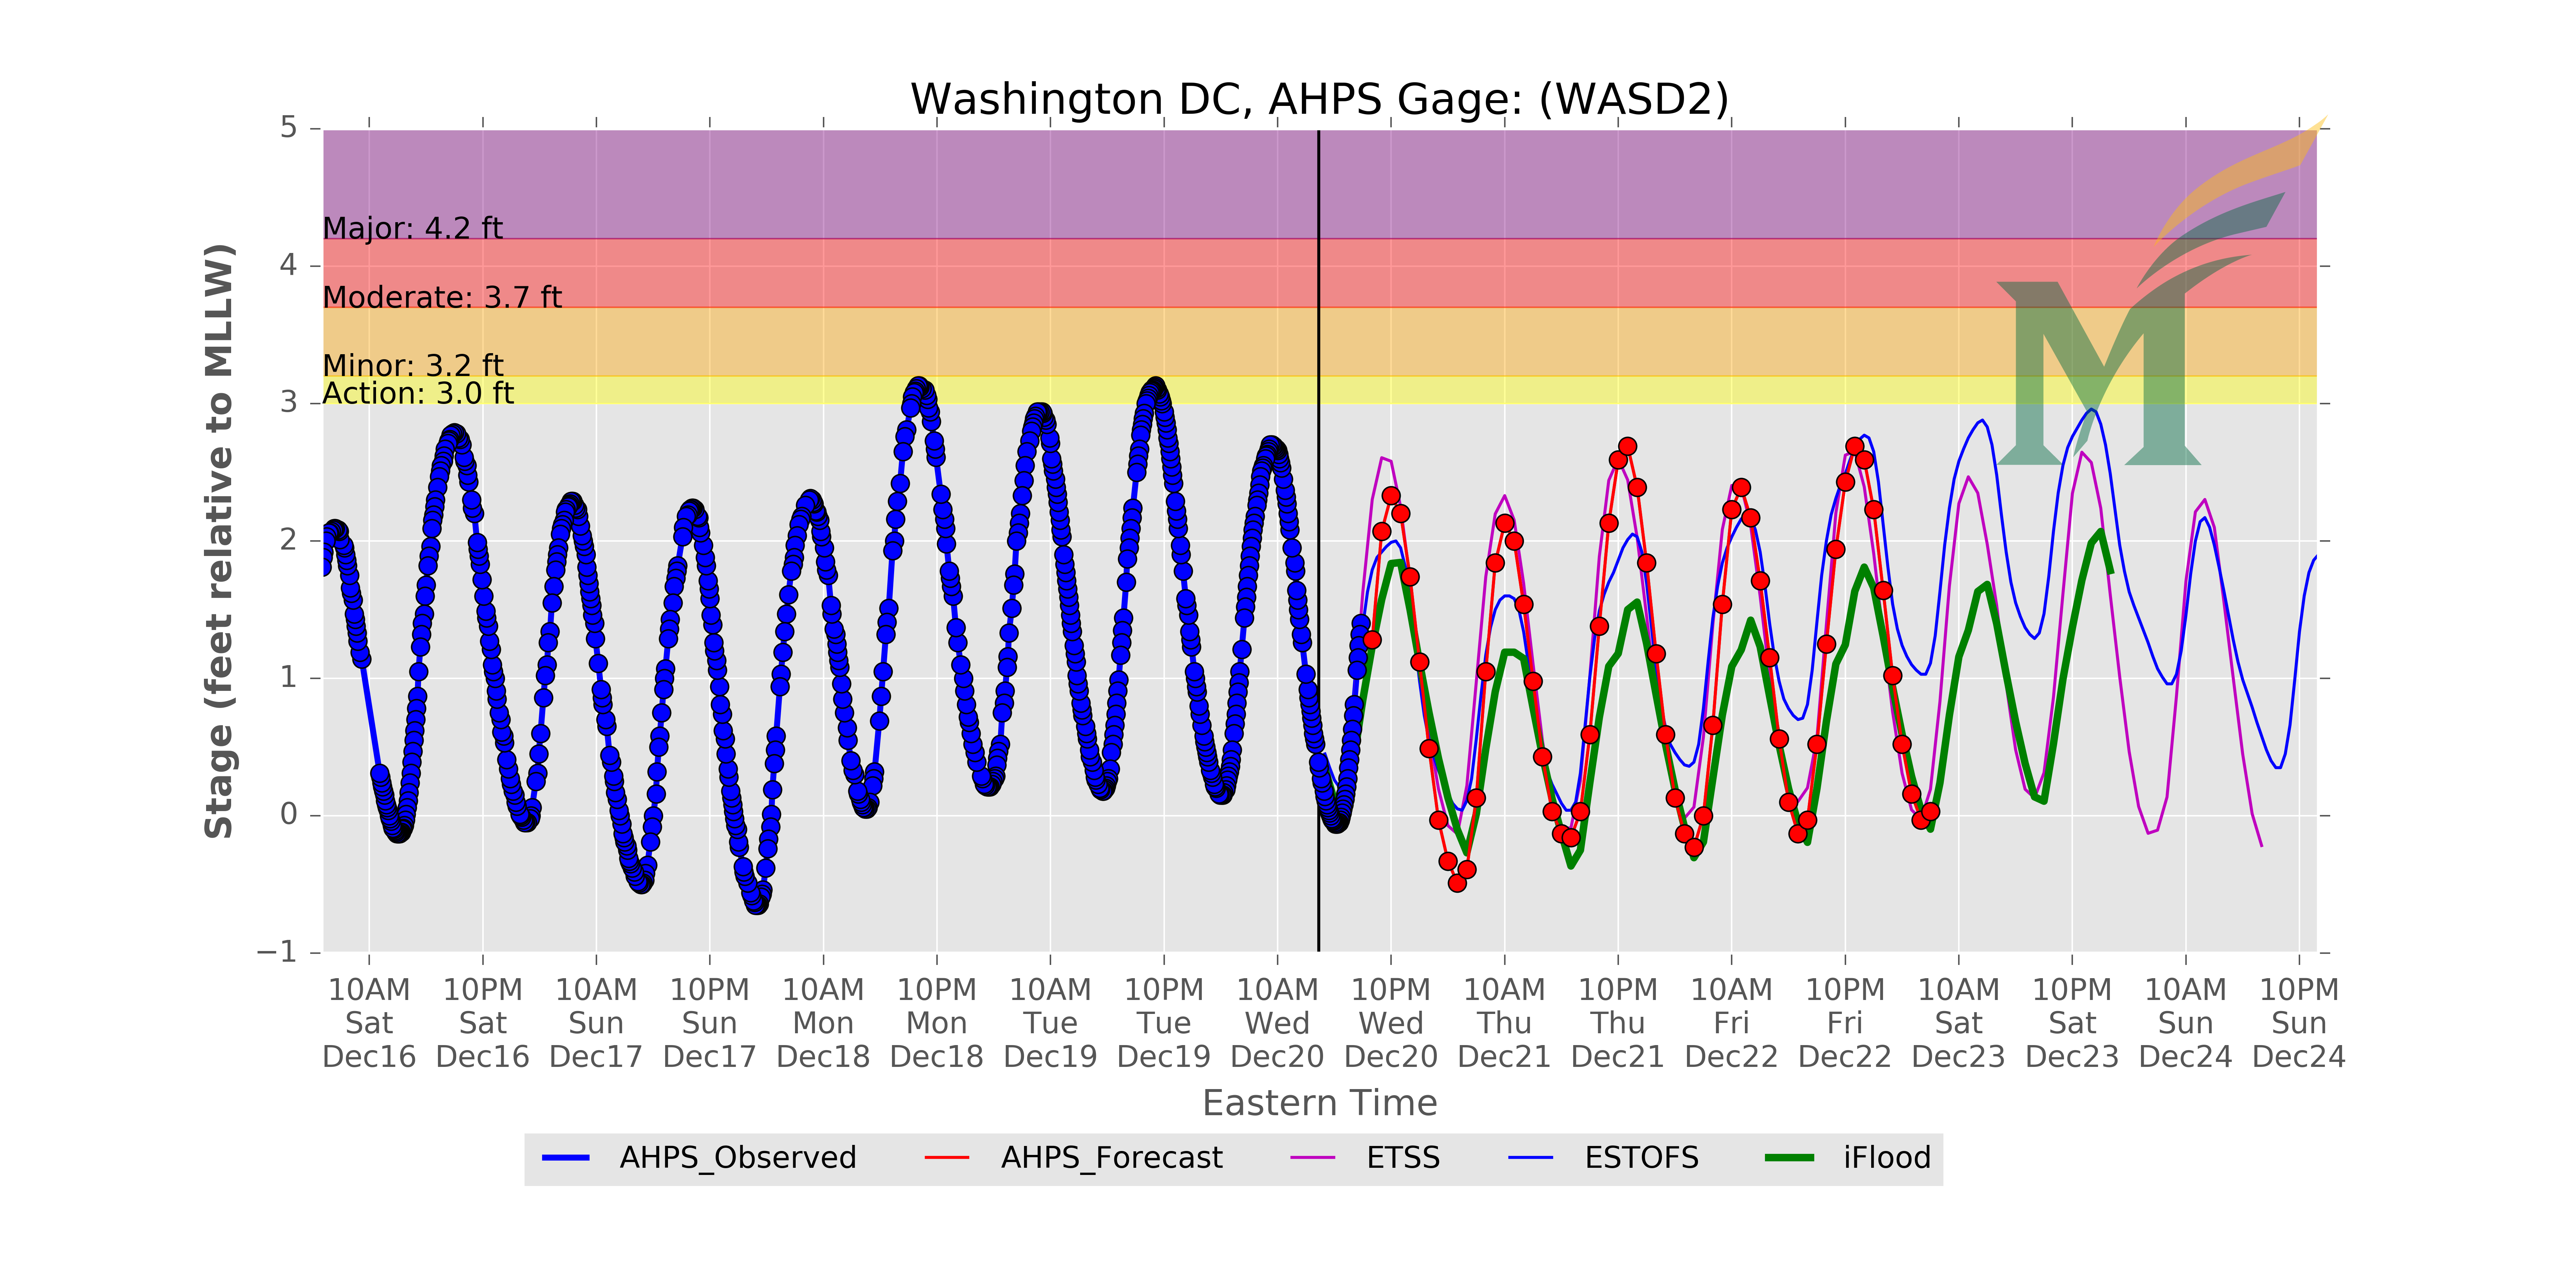 Washington DC, AHPS Gage: (WASD2)
5
Major: 4.2 ft
4
Moderate: 3.7 ft
Minor: 3.2 ft
Action: 3.0 ft
3
2
1
0
−1
Stage (feet relative to MLLW)
10AM 10PM 10AM 10PM 10AM 10PM 10AM 10PM 10AM 10PM 10AM 10PM 10AM 10PM 10AM 10PM 10AM 10PM
Sat Sat Sun Sun Mon Mon Tue Tue Wed Wed Thu Thu Fri Fri Sat Sat Sun Sun
Dec16 Dec16 Dec17 Dec17 Dec18 Dec18 Dec19 Dec19 Dec20 Dec20 Dec21 Dec21 Dec22 Dec22 Dec23 Dec23 Dec24 Dec24
Eastern Time
AHPS_Observed AHPS_Forecast ETSS ESTOFS iFlood
M